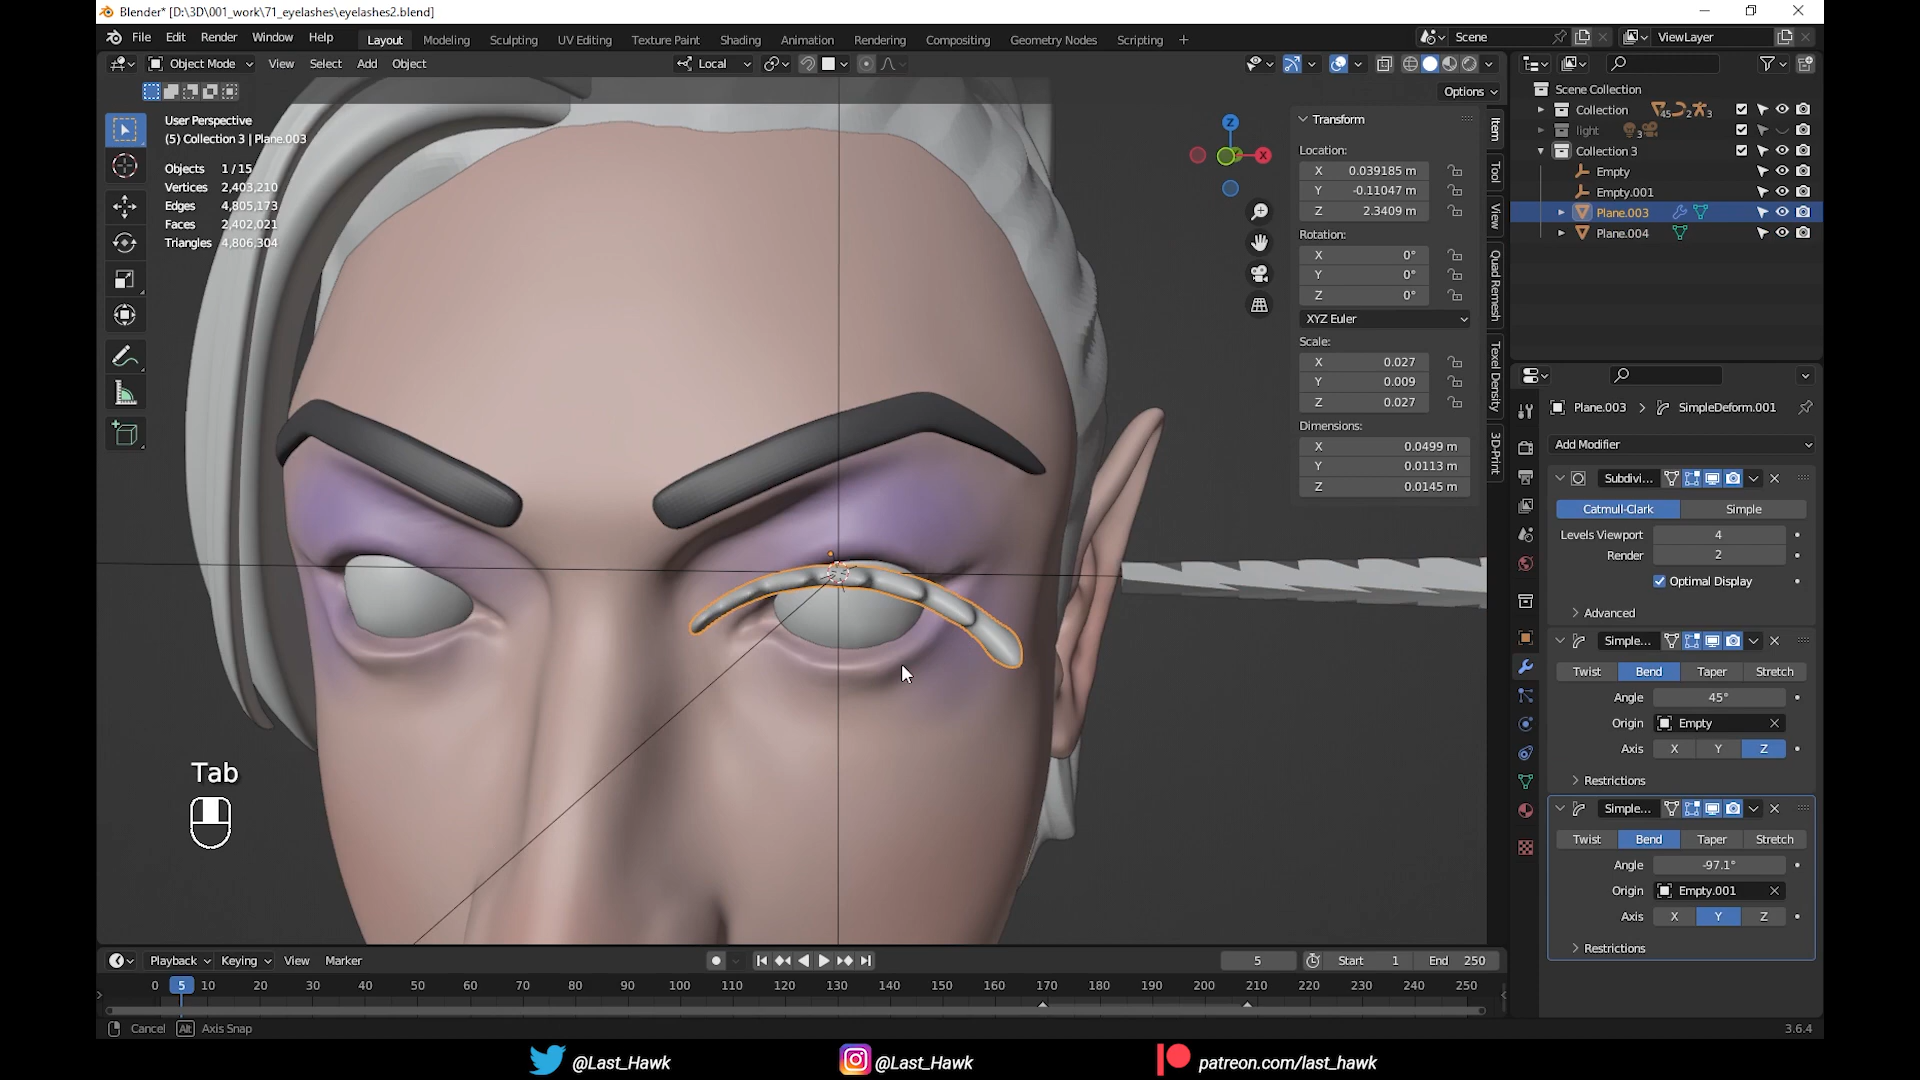 Blender* [D:\3D\001_work\71_eyelashes\eyelashes2.blend]
File Edit Render Window Help
Layout Modeling Sculpting UV Editing Texture Paint Shading Animation Rendering Compositing Geometry Nodes Scripting +
Scene
ViewLayer
Object Mode View Select Add Object
Local
Options
User Perspective
(5) Collection 3 | Plane.003
Objects 1 / 15
Vertices 2,403,210
Edges 4,805,173
Faces 2,402,021
Triangles 4,806,304
Z
X
Transform
Location:
X 0.039185 m
Y -0.11047 m
Z 2.3409 m
Rotation:
X 0°
Y 0°
Z 0°
XYZ Euler
Scale:
X 0.027
Y 0.009
Z 0.027
Dimensions:
X 0.0499 m
Y 0.0113 m
Z 0.0145 m
Item
Tool
View
Quad Remesh
Texel Density
3D-Print
Scene Collection
Collection 45 2 3
light 3
Collection 3
Empty
Empty.001
Plane.003
Plane.004
Plane.003 > SimpleDeform.001
Add Modifier
Subdivi...
Catmull-Clark Simple
Levels Viewport 4
Render 2
Optimal Display
Advanced
Simple...
Twist Bend Taper Stretch
Angle 45°
Origin Empty
Axis X Y Z
Restrictions
Simple...
Twist Bend Taper Stretch
Angle -97.1°
Origin Empty.001
Axis X Y Z
Restrictions
Tab
Playback Keying View Marker
5 Start 1 End 250
0 5 10 20 30 40 50 60 70 80 90 100 110 120 130 140 150 160 170 180 190 200 210 220 230 240 250
Cancel Alt Axis Snap
3.6.4
@Last_Hawk
@Last_Hawk
patreon.com/last_hawk